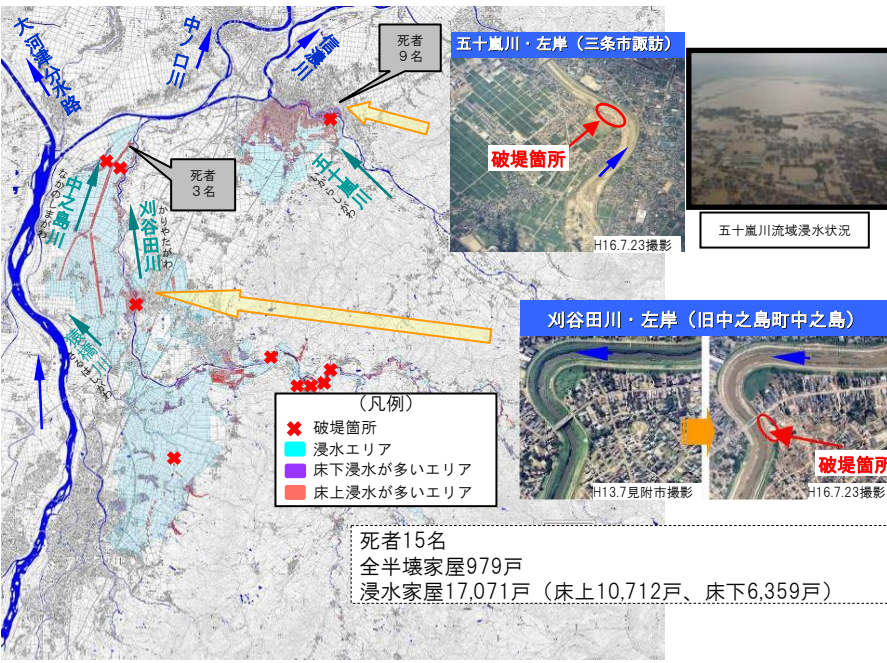 大河津分水路
中ノ口川
信濃川
死者
9名
五十嵐川・左岸（三条市諏訪）
破堤箇所
H16.7.23撮影
五十嵐川流域浸水状況
死者
3名
中之島川
なかのしまがわ
刈谷田川
かりやたがわ
五十嵐川
いからしがわ
猿橋川
さるはしがわ
刈谷田川・左岸（旧中之島町中之島）
H13.7見附市撮影
破堤箇所
H16.7.23撮影
（凡例）
破堤箇所
浸水エリア
床下浸水が多いエリア
床上浸水が多いエリア
死者15名
全半壊家屋979戸
浸水家屋17,071戸（床上10,712戸、床下6,359戸）